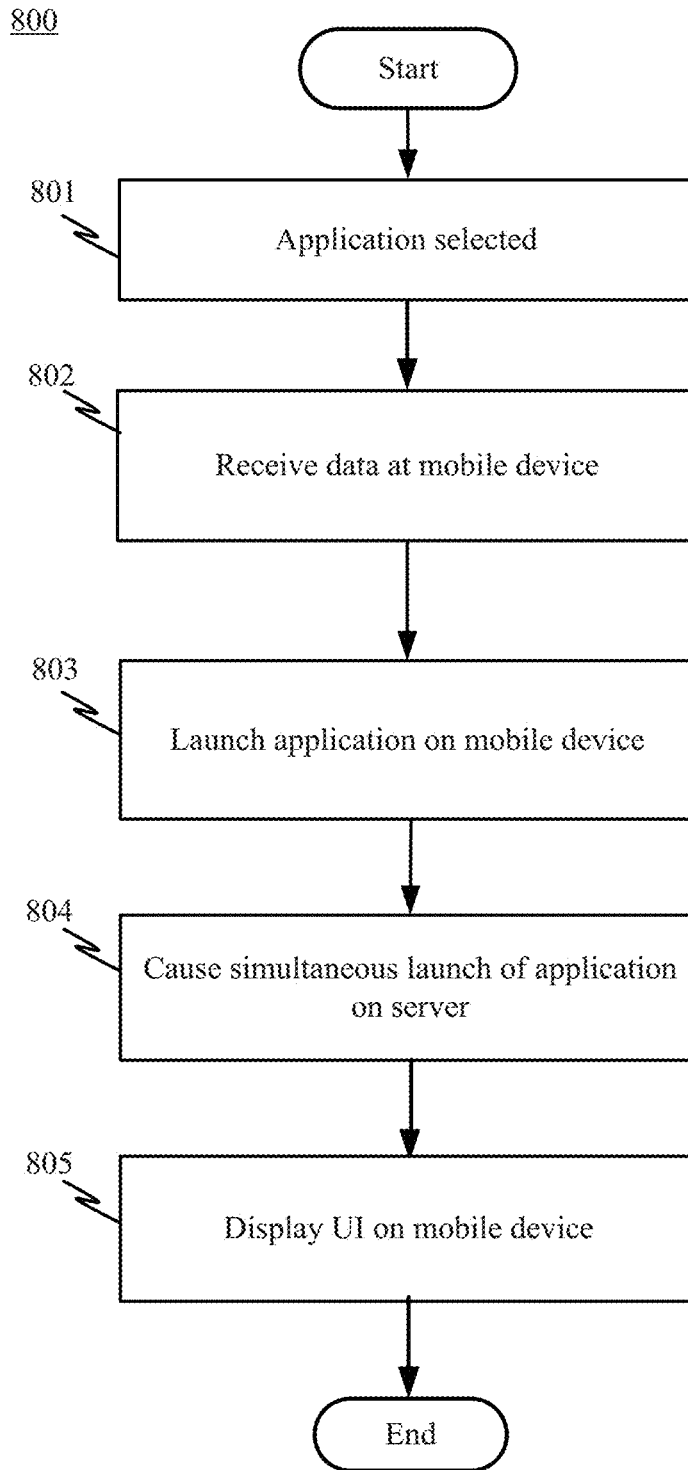 800
Start
801
Application selected
802
Receive data at mobile device
803
Launch application on mobile device
804
Cause simultaneous launch of application
on server
805
Display UI on mobile device
End